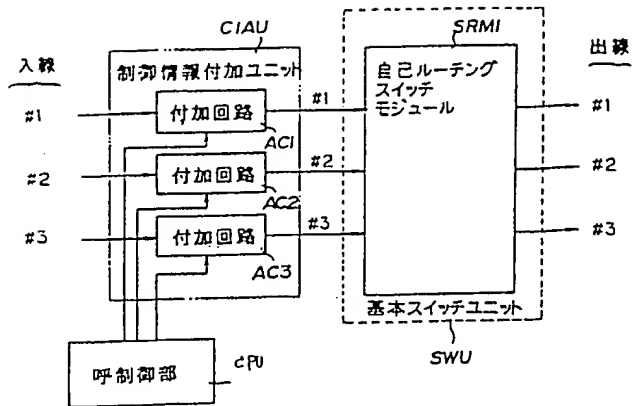 CIAU
SRM1
入線
制御情報付加ユニット
自己ルーチング
スイッチ
モジュール
出線
#1
付加回路
#1
#1
AC1
#2
付加回路
#2
#2
AC2
#3
付加回路
#3
#3
AC3
基本スイッチユニット
SWU
呼制御部
CPU